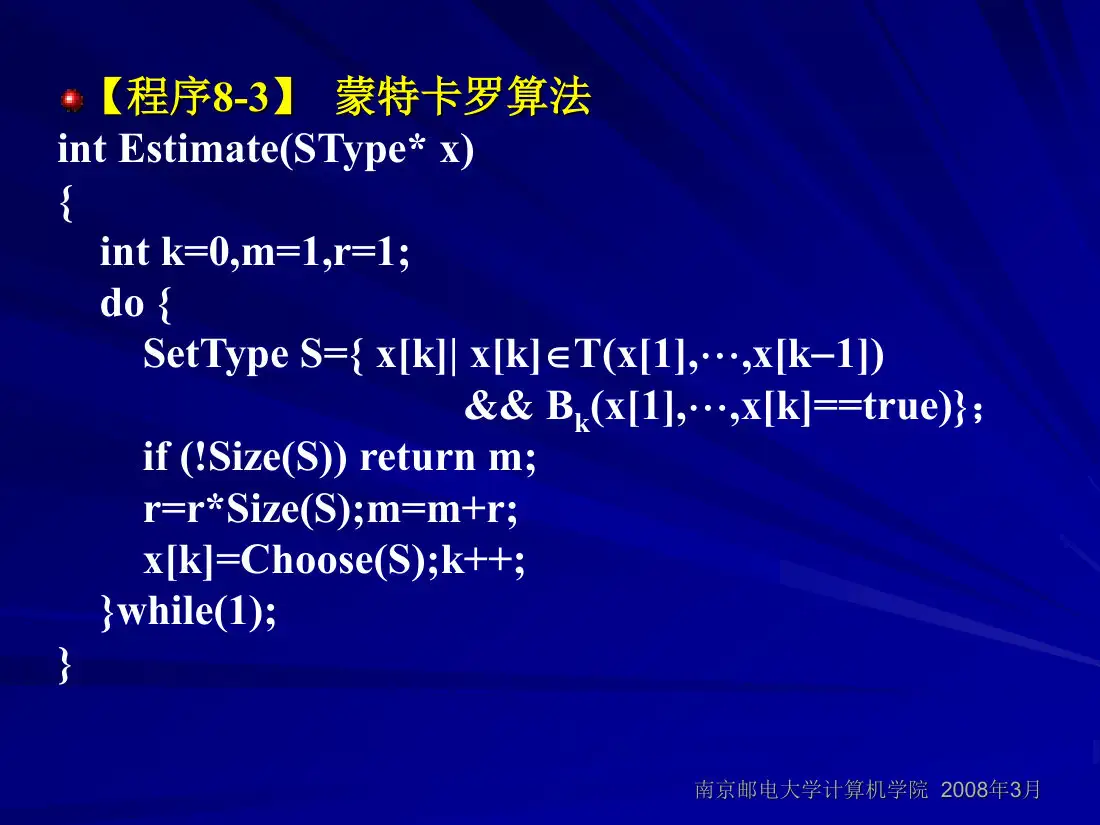 【程序8-3】 蒙特卡罗算法
int Estimate(SType* x)
{
int k=0,m=1,r=1;
do {
SetType S={ x[k]| x[k]∈T(x[1],⋯,x[k−1])
&& Bk(x[1],⋯,x[k]==true)};
if (!Size(S)) return m;
r=r*Size(S);m=m+r;
x[k]=Choose(S);k++;
}while(1);
}
南京邮电大学计算机学院 2008年3月